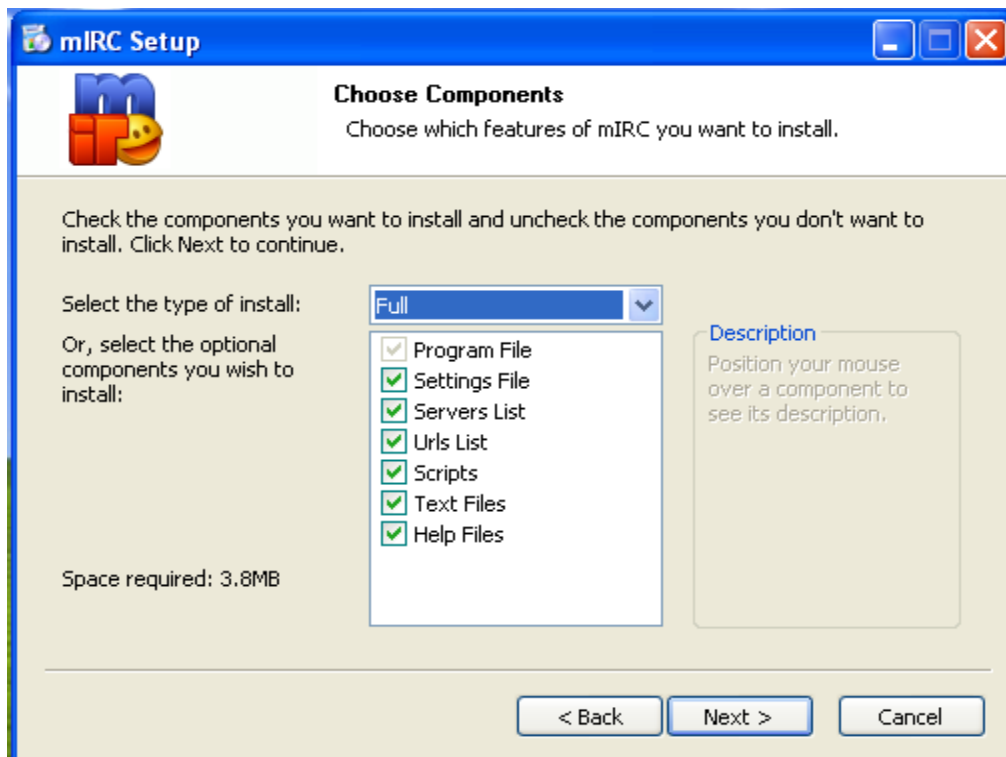 mIRC Setup
mirc
Choose Components
Choose which features of mIRC you want to install.
Check the components you want to install and uncheck the components you don't want to
install. Click Next to continue.
Select the type of install:
Full
Or, select the optional
components you wish to
install:
Program File
Settings File
Servers List
Urls List
Scripts
Text Files
Help Files
Description
Position your mouse
over a component to
see its description.
Space required: 3.8MB
< Back
Next >
Cancel